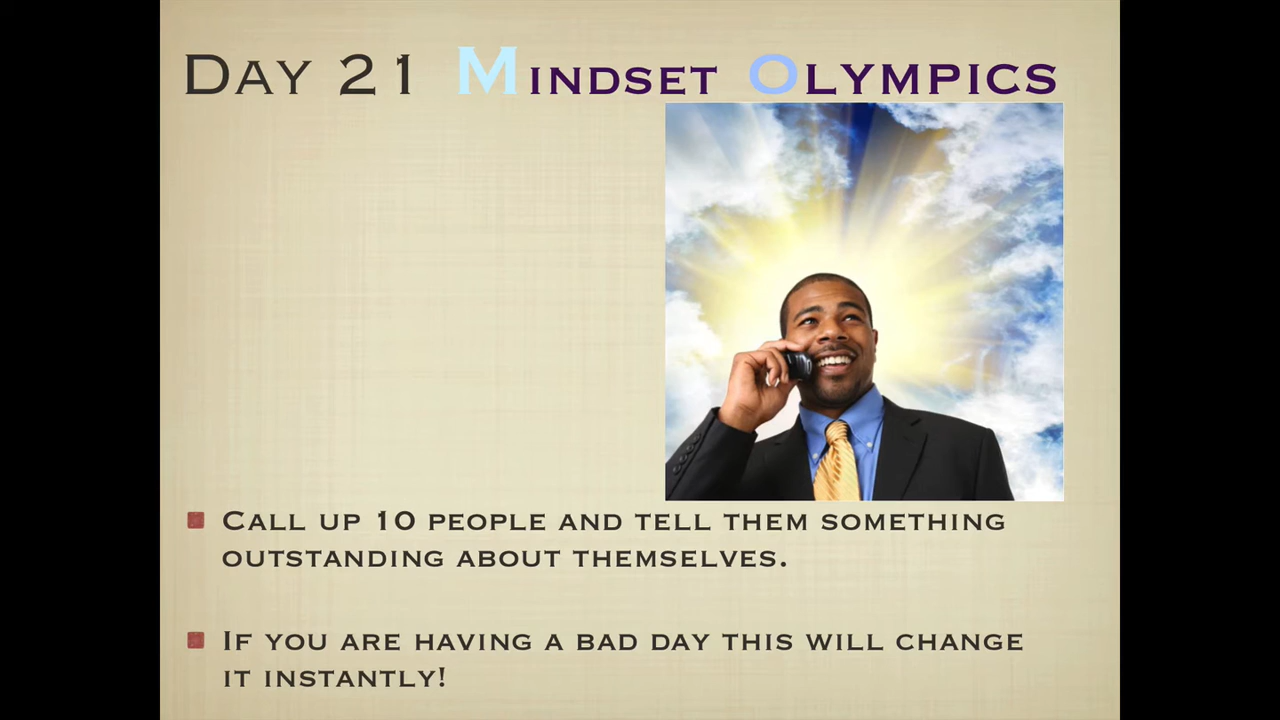 Day 21 Mindset Olympics
Call up 10 people and tell them something
outstanding about themselves.
If you are having a bad day this will change
it instantly!